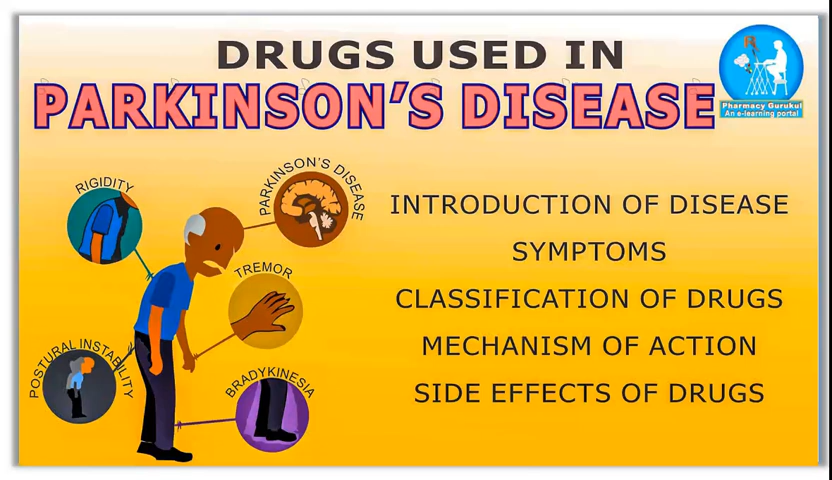 DRUGS USED IN
PARKINSON'S DISEASE
Pharmacy Gurukul
An e-learning portal
RIGIDITY
PARKINSON'S DISEASE
TREMOR
POSTURAL INSTABILITY
BRADYKINESIA
INTRODUCTION OF DISEASE
SYMPTOMS
CLASSIFICATION OF DRUGS
MECHANISM OF ACTION
SIDE EFFECTS OF DRUGS